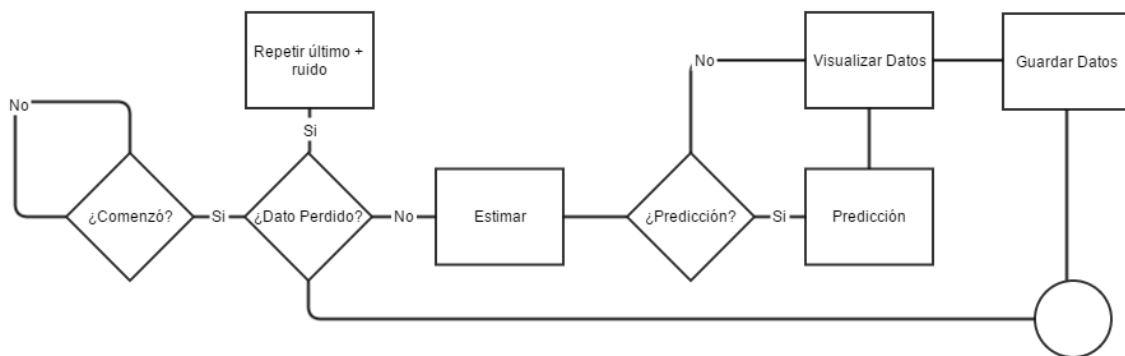 Repetir último +
ruido
No
Visualizar Datos
Guardar Datos
No
Si
¿Comenzó?
Si
¿Dato Perdido?
No
Estimar
¿Predicción?
Si
Predicción